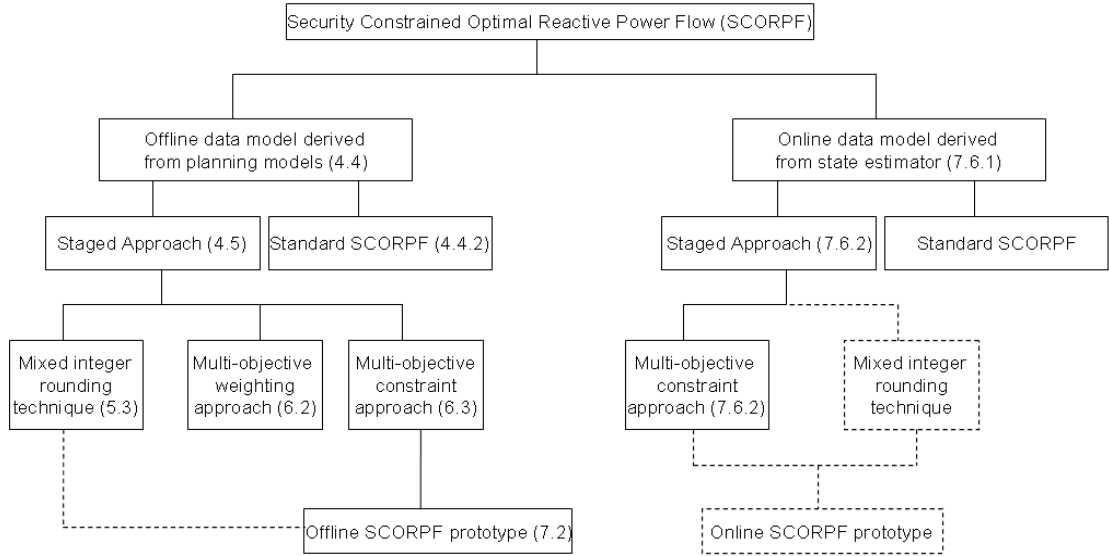 Security Constrained Optimal Reactive Power Flow (SCORPF)
Offline data model derived
from planning models (4.4)
Online data model derived
from state estimator (7.6.1)
Staged Approach (4.5)
Standard SCORPF (4.4.2)
Staged Approach (7.6.2)
Standard SCORPF
Mixed integer
rounding
technique (5.3)
Multi-objective
weighting
approach (6.2)
Multi-objective
constraint
approach (6.3)
Multi-objective
constraint
approach (7.6.2)
Mixed integer
rounding
technique
Offline SCORPF prototype (7.2)
Online SCORPF prototype